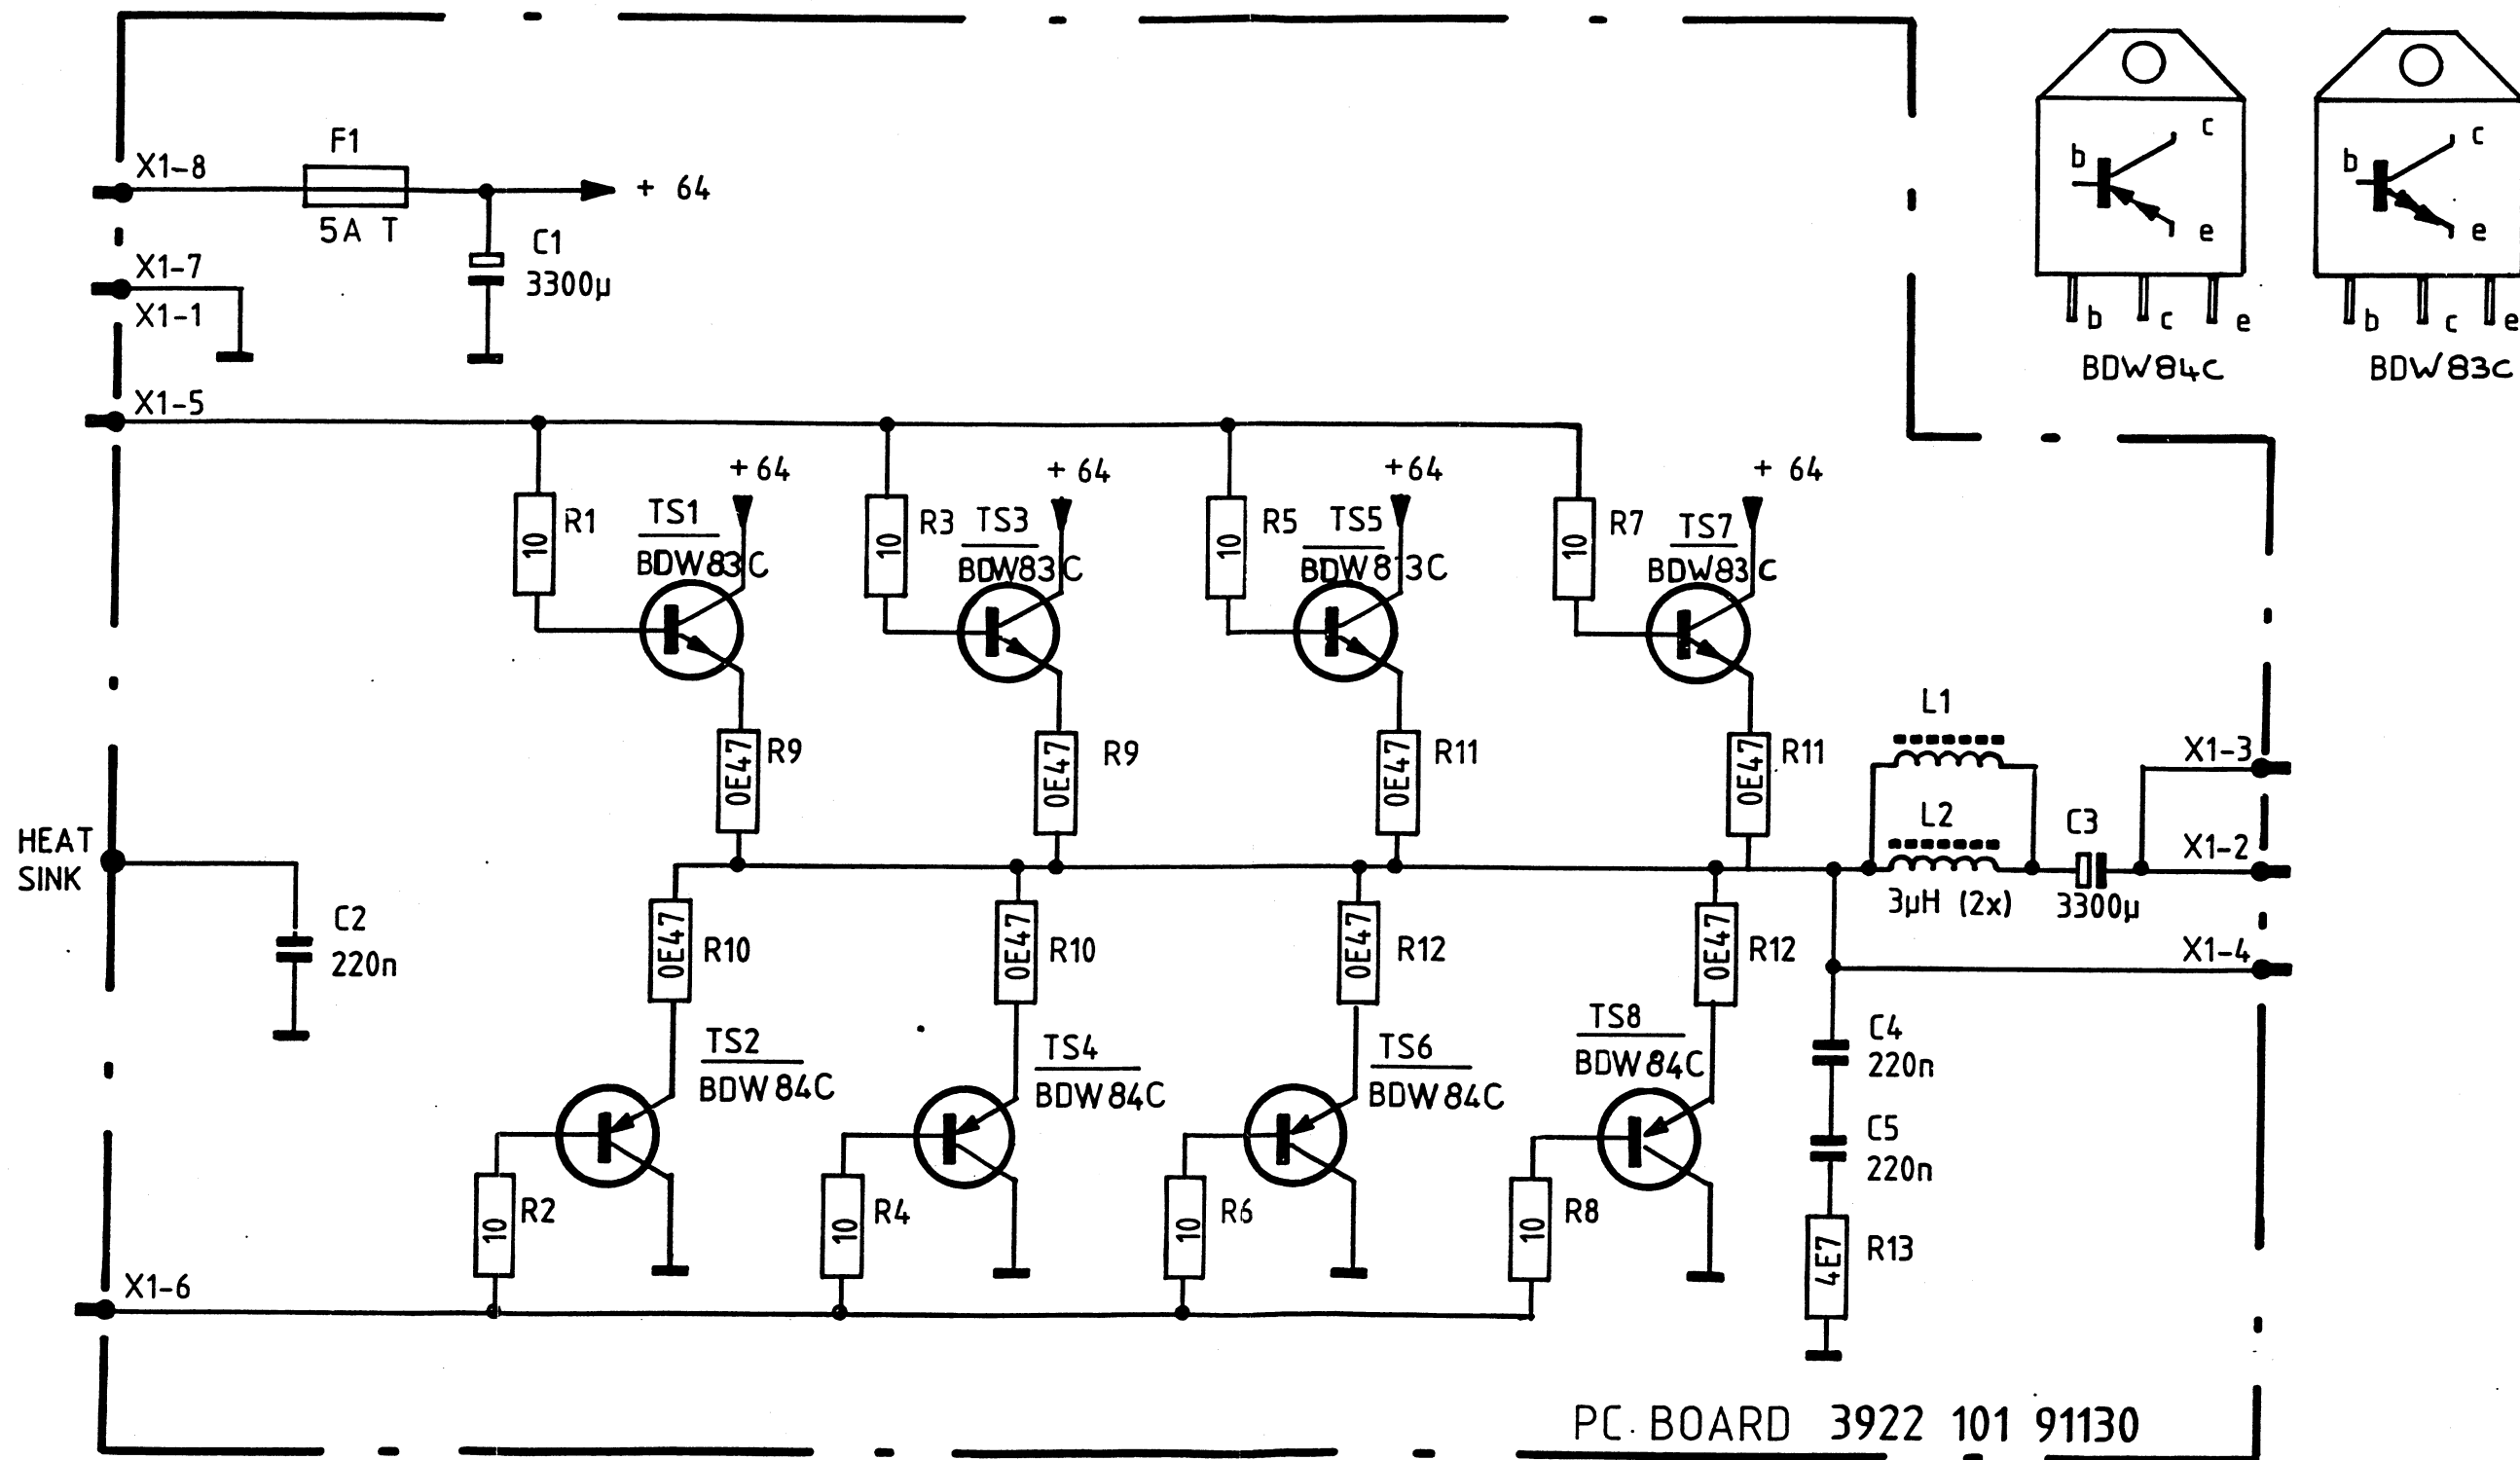 X1-8
F1
5A T
+ 64
C1
3300µ
X1-7
X1-1
X1-5
b c e
b c e
BDW84C
b c e
b c e
BDW83C
R1
10
TS1
BDW83C
+64
R3
10
TS3
BDW83C
+ 64
R5
10
TS5
BDW83C
+64
R7
10
TS7
BDW83C
+ 64
0E47
R9
0E47
R9
0E47
R11
0E47
R11
L1
L2
3µH (2x)
C3
3300µ
X1-3
X1-2
X1-4
HEAT
SINK
C2
220n
0E47
R10
0E47
R10
0E47
R12
0E47
R12
TS2
BDW84C
TS4
BDW84C
TS6
BDW84C
TS8
BDW84C
C4
220n
C5
220n
10
R2
10
R4
10
R6
10
R8
4E7
R13
X1-6
PC. BOARD 3922 101 91130